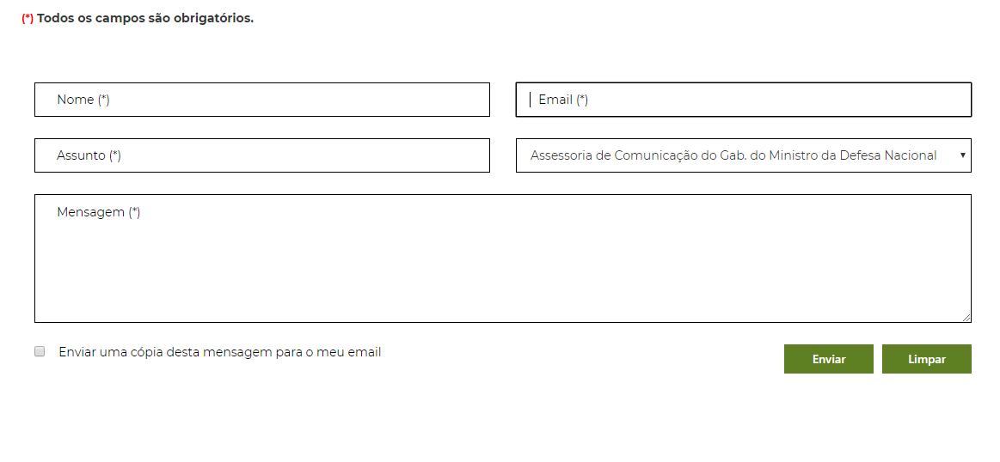 (*) Todos os campos são obrigatórios.
Nome (*)
Email (*)
Assunto (*)
Assessoria de Comunicação do Gab. do Ministro da Defesa Nacional
Mensagem (*)
Enviar uma cópia desta mensagem para o meu email
Enviar
Limpar